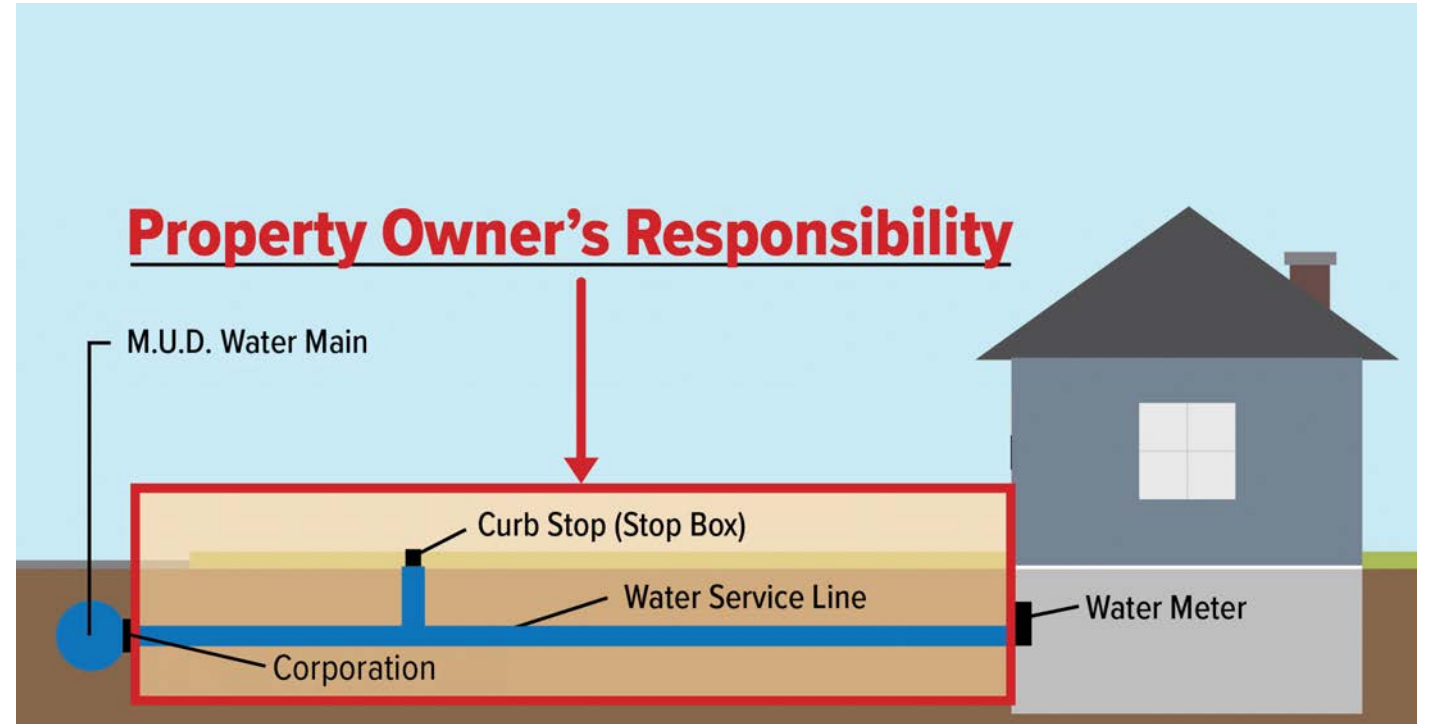 Property Owner’s Responsibility
M.U.D. Water Main
Curb Stop (Stop Box)
Water Service Line
Water Meter
Corporation